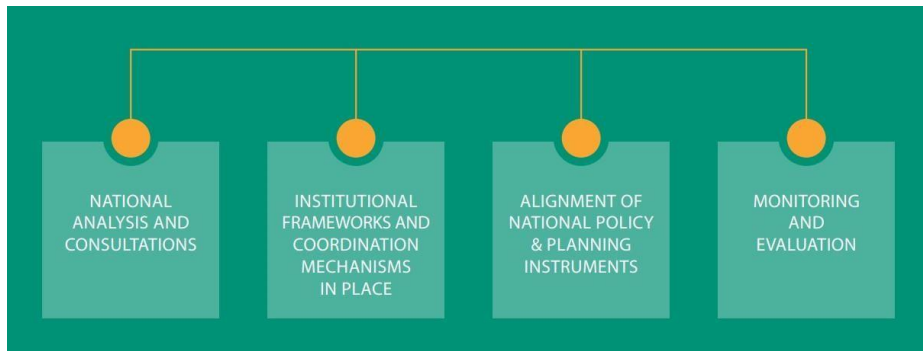 NATIONAL
ANALYSIS AND
CONSULTATIONS
INSTITUTIONAL
FRAMEWORKS AND
COORDINATION
MECHANISMS
IN PLACE
ALIGNMENT OF
NATIONAL POLICY
& PLANNING
INSTRUMENTS
MONITORING
AND
EVALUATION